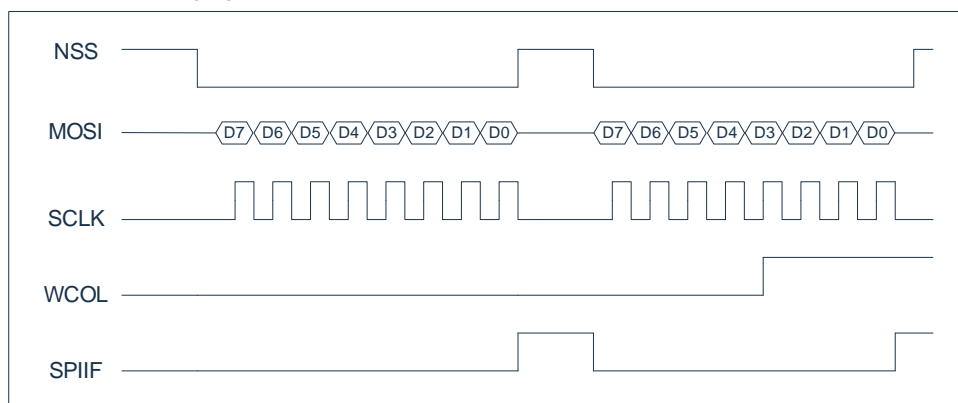 NSS
MOSI D7 D6 D5 D4 D3 D2 D1 D0 D7 D6 D5 D4 D3 D2 D1 D0
SCLK
WCOL
SPIIF